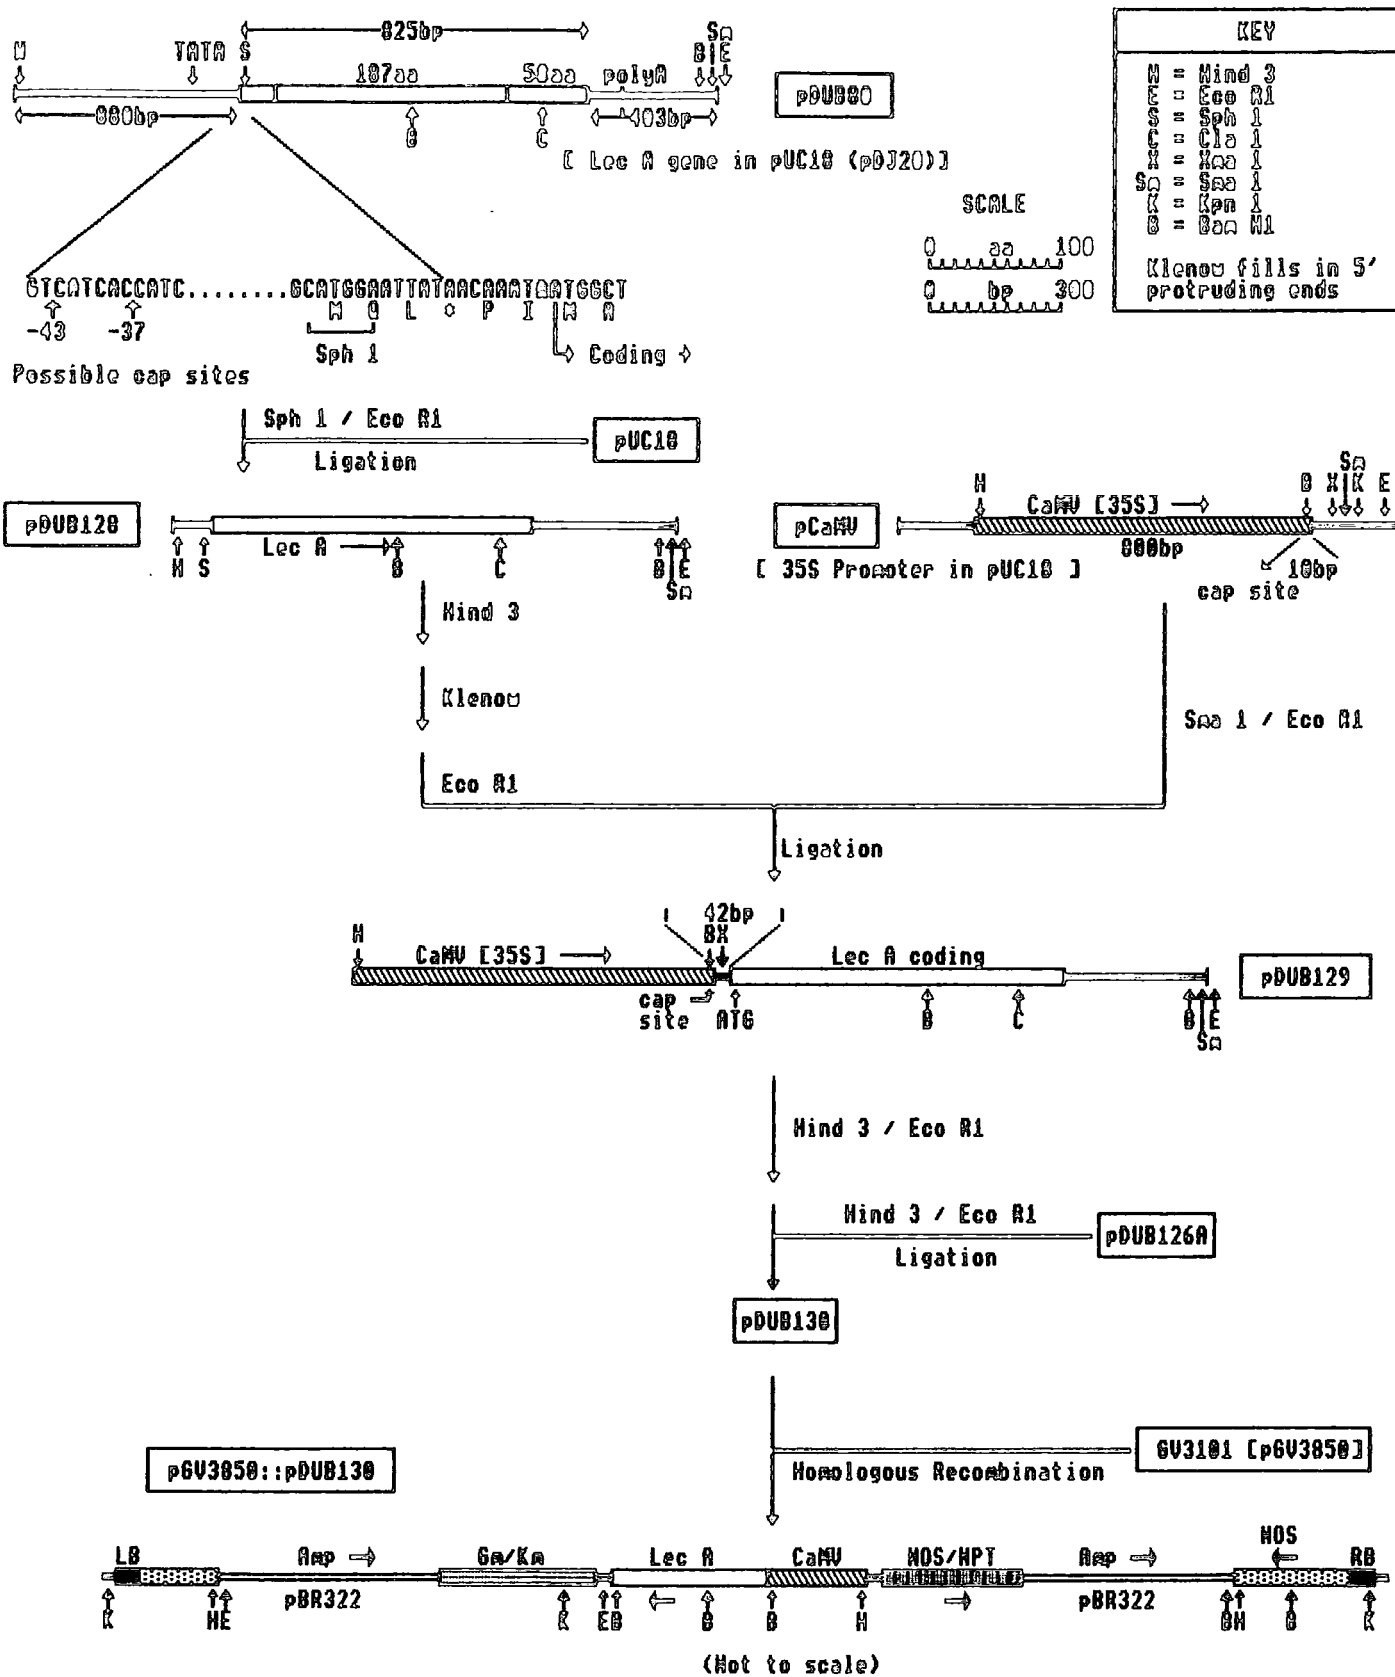 825bp
Sm
H TATA S B E
187aa 50aa polyA
pDUB80
880bp B C 403bp
[ Lec A gene in pUC18 (pDJ20)]
KEY
H = Hind 3
E = Eco R1
S = Sph 1
C = Cla 1
X = Xma 1
Sm = Sma 1
K = Kpn 1
B = Bam H1
Klenow fills in 5'
protruding ends
SCALE
0 aa 100
0 bp 300
GTCATCACCATC........GCATGGAATTATAACAAATAATGGCT
M L * P I M A
-43 -37
Sph 1
Coding
Possible cap sites
Sph 1 / Eco R1
pUC18
Ligation
pDUB128
Lec A
H S B C B E
Sm
Sm
H B X K E
CaMV [35S]
pCaMV
800bp
[ 35S Promoter in pUC18 ]
10bp
cap site
Hind 3
Klenow
Eco R1
Sma 1 / Eco R1
Ligation
42bp
H BX
CaMV [35S] Lec A coding
pDUB129
cap
site ATG B C B E
Sm
Hind 3 / Eco R1
Hind 3 / Eco R1
pDUB126A
Ligation
pDUB130
GV3101 [pGV3850]
pGV3850::pDUB130
Homologous Recombination
NOS
LB Amp Gm/Km Lec A CaMV NOS/HPT Amp RB
pBR322 pBR322
K HE K EB B B H BH B K
(Not to scale)